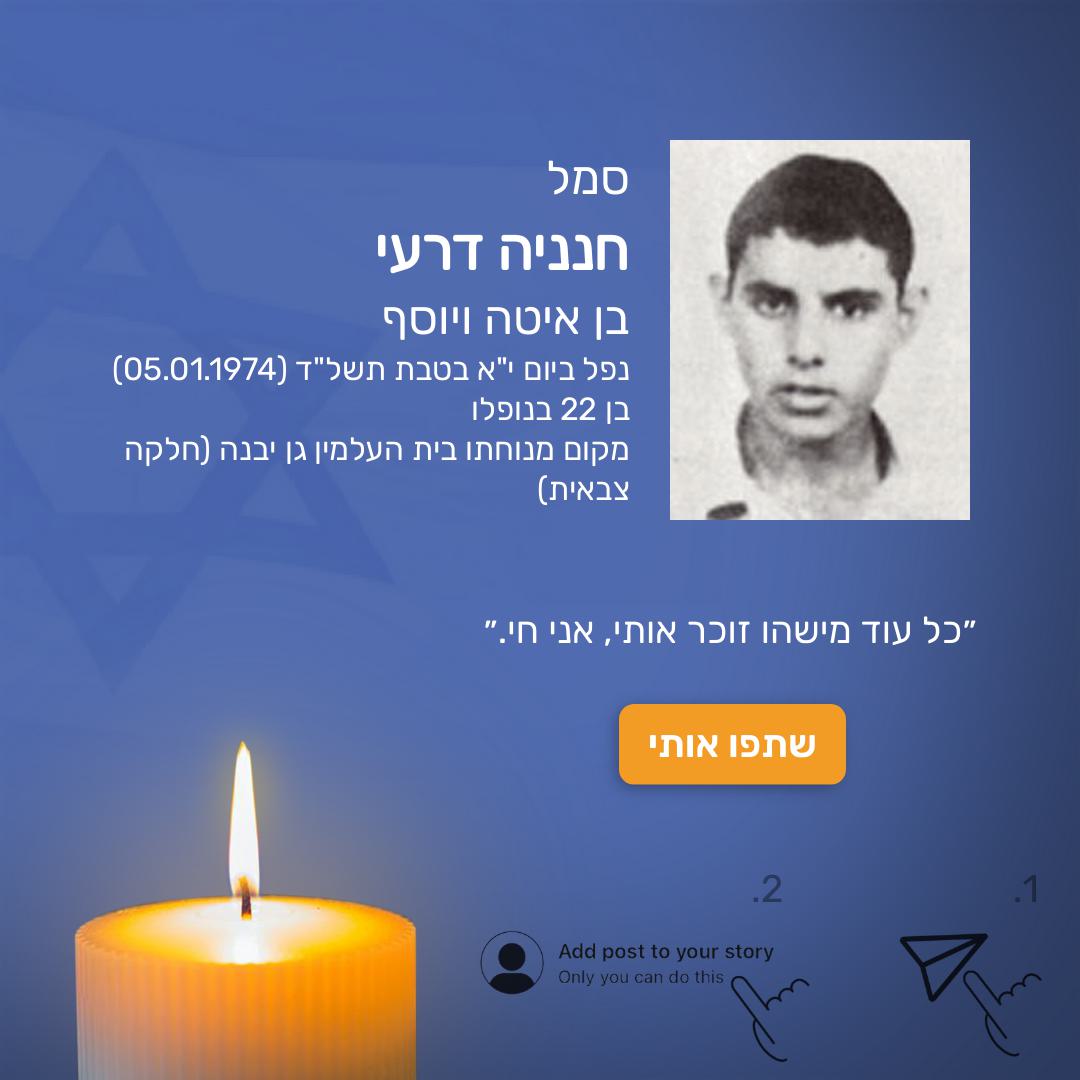 סמל
חנניה דרעי
בן איטה ויוסף
נפל ביום י"א בטבת תשל"ד (05.01.1974)
בן 22 בנופלו
מקום מנוחתו בית העלמין גן יבנה (חלקה
צבאית)
״כל עוד מישהו זוכר אותי, אני חי.״
שתפו אותי
1.
2.
Add post to your story
Only you can do this